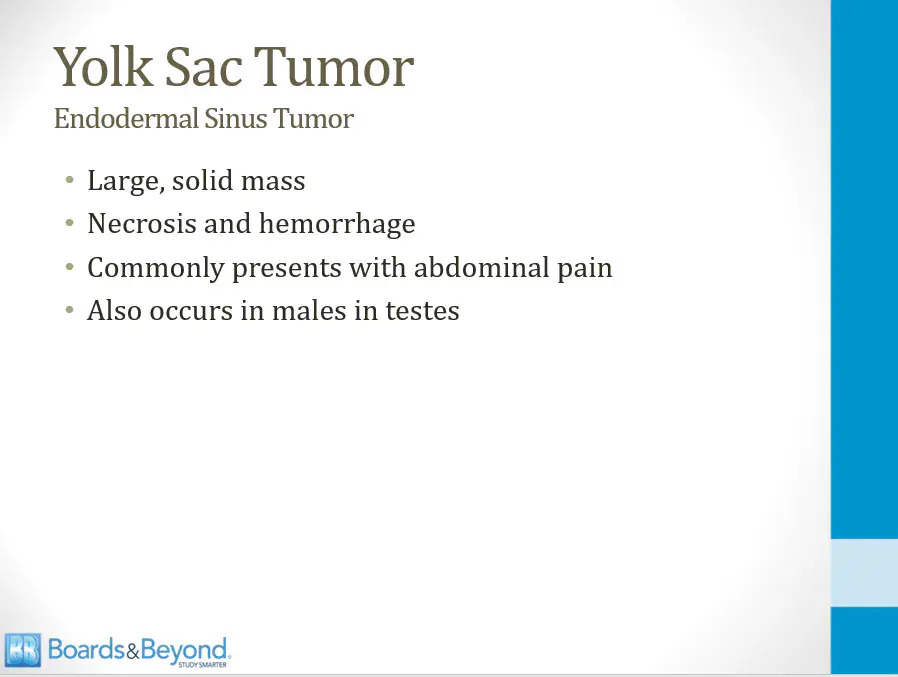 Yolk Sac Tumor
Endodermal Sinus Tumor
• Large, solid mass
• Necrosis and hemorrhage
• Commonly presents with abdominal pain
• Also occurs in males in testes
BB Boards&Beyond.
STUDY SMARTER